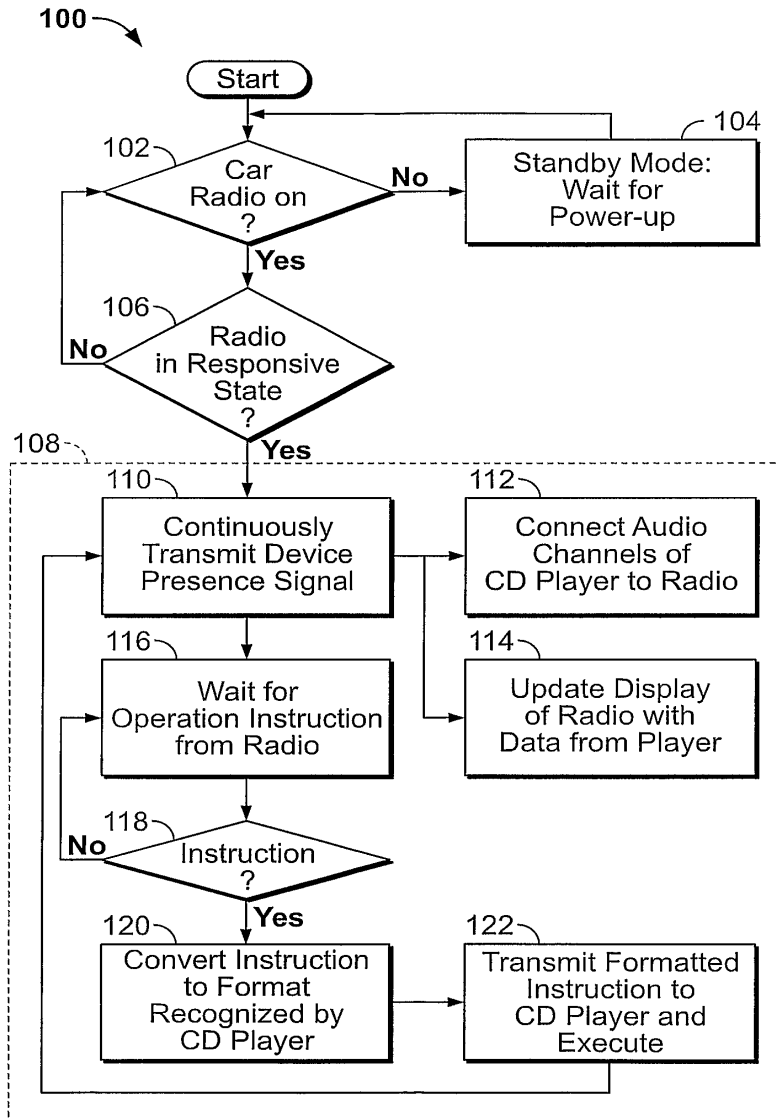 100
Start
102
Car
Radio on
?
No
104
Standby Mode:
Wait for
Power-up
Yes
106
Radio
in Responsive
State
?
No
Yes
108
110
Continuously
Transmit Device
Presence Signal
112
Connect Audio
Channels of
CD Player to Radio
116
Wait for
Operation Instruction
from Radio
114
Update Display
of Radio with
Data from Player
118
Instruction
?
No
Yes
120
Convert Instruction
to Format
Recognized by
CD Player
122
Transmit Formatted
Instruction to
CD Player and
Execute